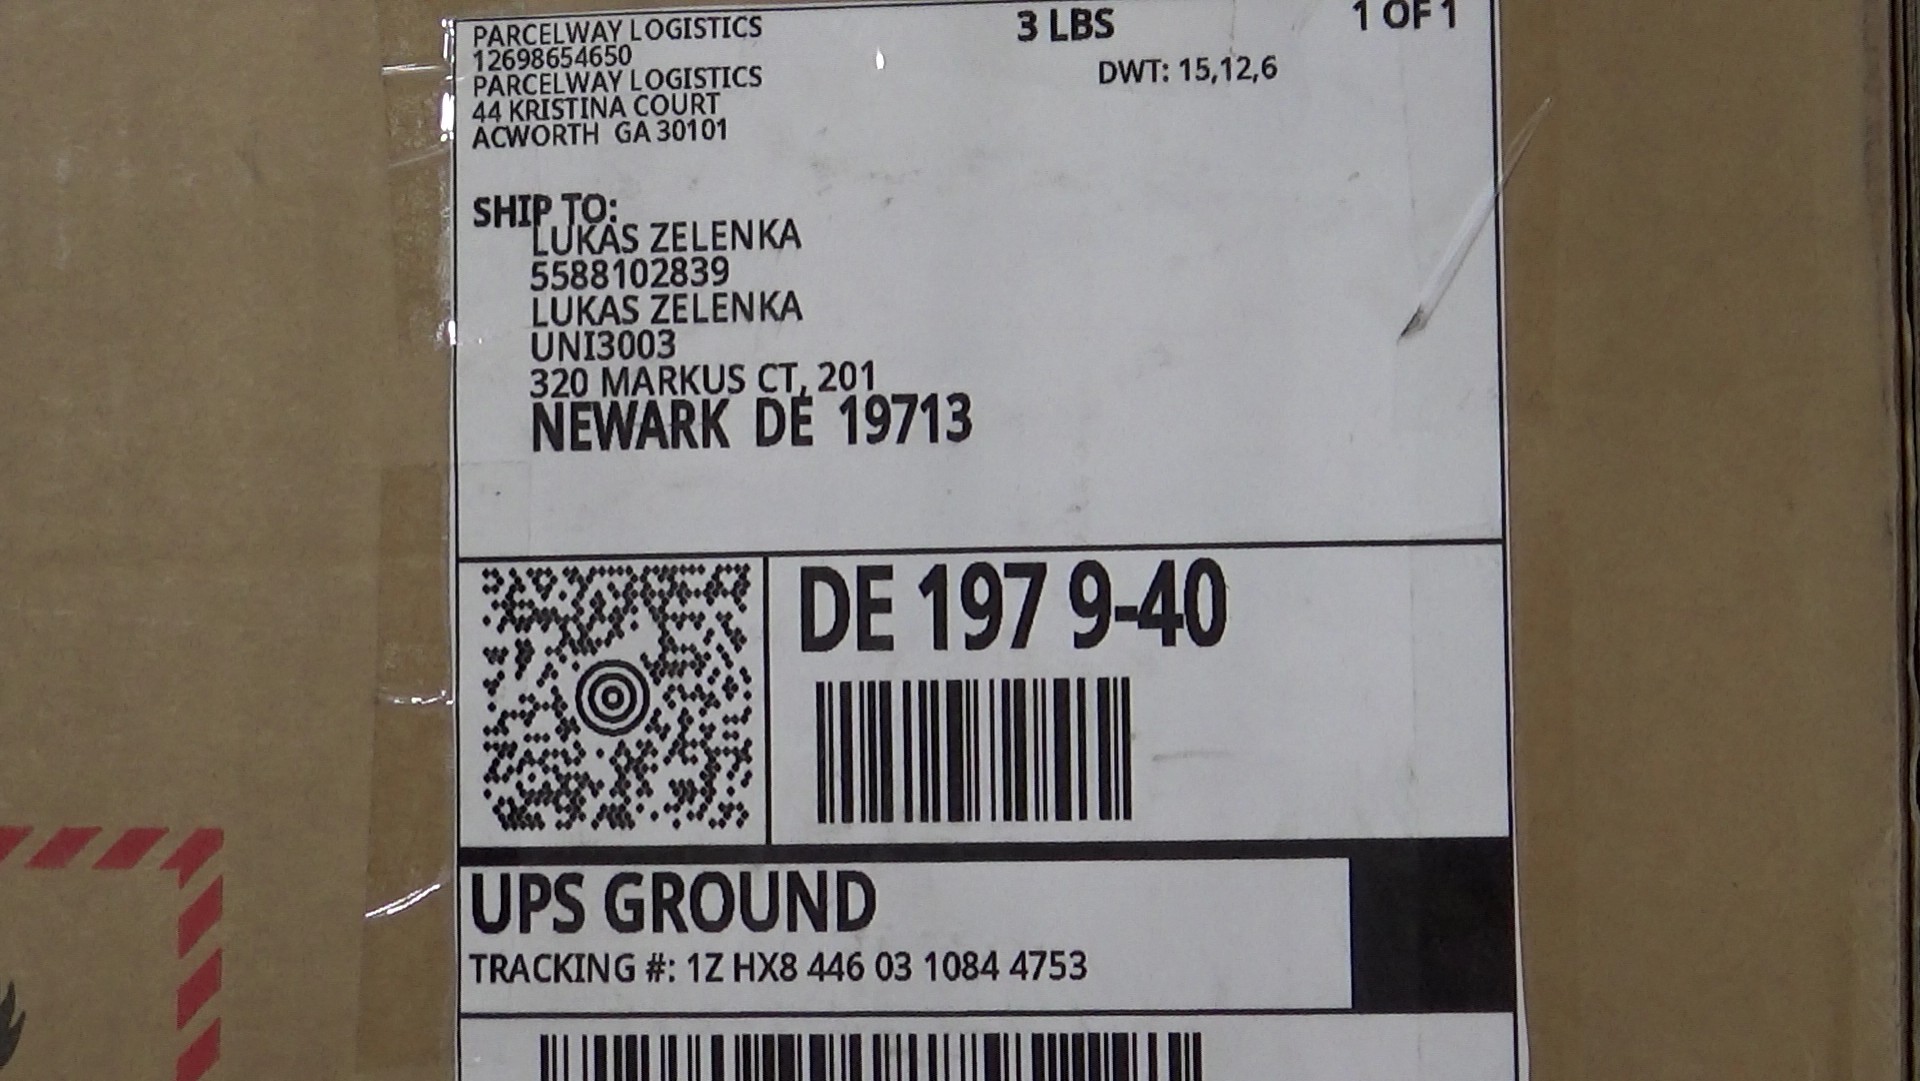 PARCELWAY LOGISTICS
12698654650
PARCELWAY LOGISTICS
44 KRISTINA COURT
ACWORTH GA 30101
3 LBS
1 OF 1
DWT: 15,12,6
SHIP TO:
LUKAS ZELENKA
5588102839
LUKAS ZELENKA
UNI3003
320 MARKUS CT, 201
NEWARK DE 19713
DE 197 9-40
UPS GROUND
TRACKING #: 1Z HX8 446 03 1084 4753